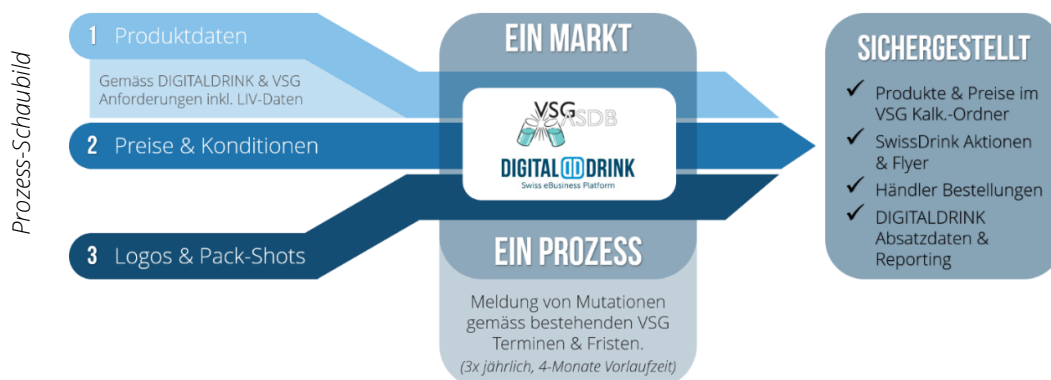 Prozess-Schaubild
1 Produktdaten
Gemäss DIGITALDRINK & VSG
Anforderungen inkl. LIV-Daten
2 Preise & Konditionen
3 Logos & Pack-Shots
EIN MARKT
VSG
ASDB
DIGITAL DD DRINK
Swiss eBusiness Platform
EIN PROZESS
Meldung von Mutationen
gemäss bestehenden VSG
Terminen & Fristen.
(3x jährlich, 4-Monate Vorlaufzeit)
SICHERGESTELLT
✓ Produkte & Preise im
VSG Kalk.-Ordner
✓ SwissDrink Aktionen
& Flyer
✓ Händler Bestellungen
✓ DIGITALDRINK
Absatzdaten &
Reporting